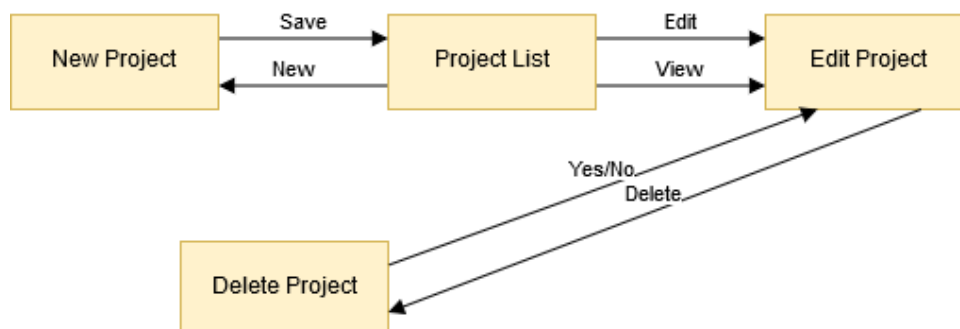 Save
Edit
New Project
Project List
Edit Project
New
View
Yes/No
Delete
Delete Project